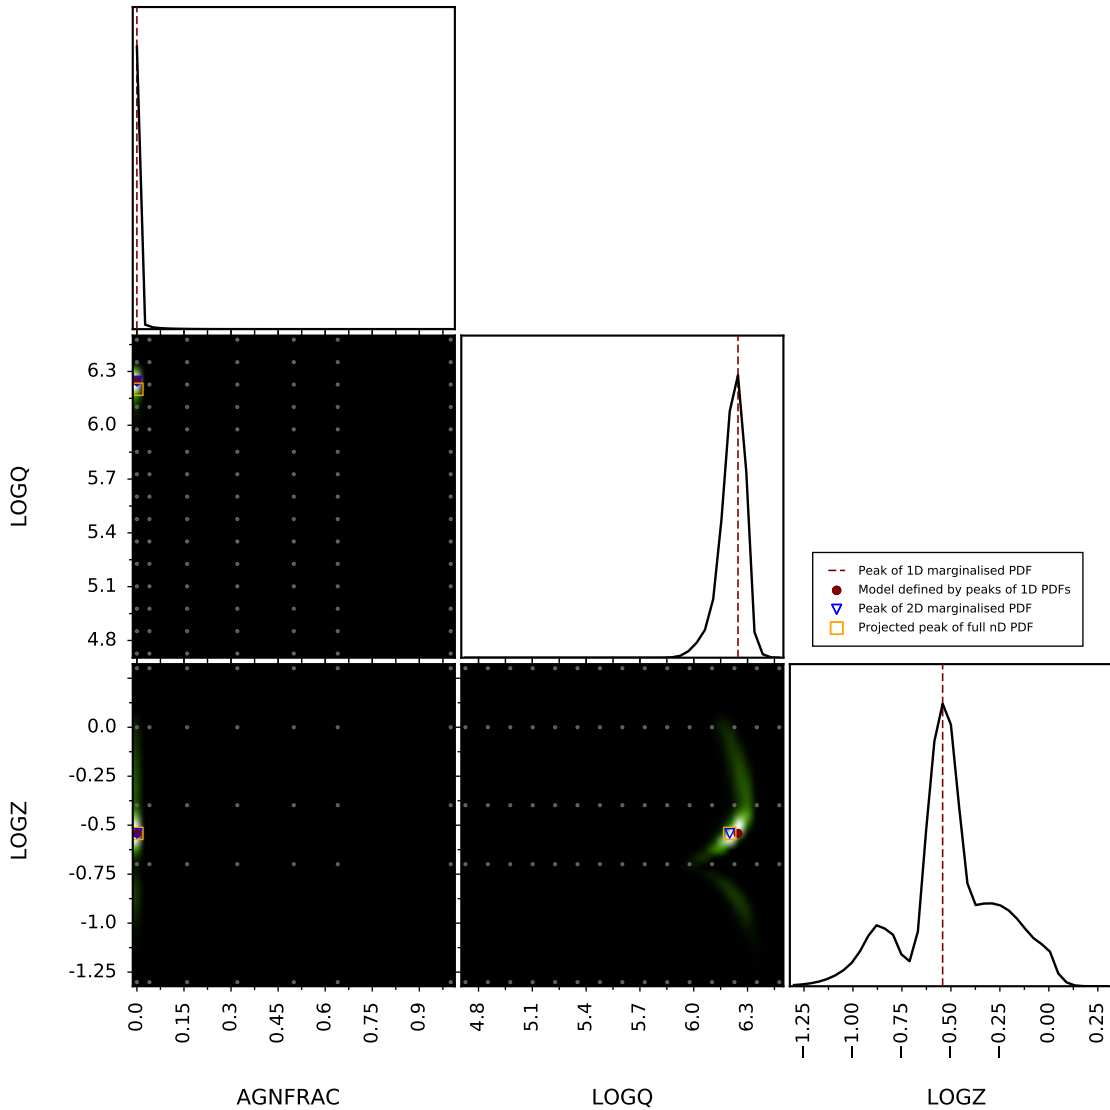 6.3
6.0
5.7
5.4
5.1
4.8
LOGQ
Peak of 1D marginalised PDF
Model defined by peaks of 1D PDFs
Peak of 2D marginalised PDF
Projected peak of full nD PDF
0.0
-0.25
-0.5
-0.75
-1.0
-1.25
LOGZ
0.0 0.15 0.3 0.45 0.6 0.75 0.9
4.8 5.1 5.4 5.7 6.0 6.3
−1.25 −1.00 −0.75 −0.50 −0.25 0.00 0.25
AGNFRAC LOGQ LOGZ